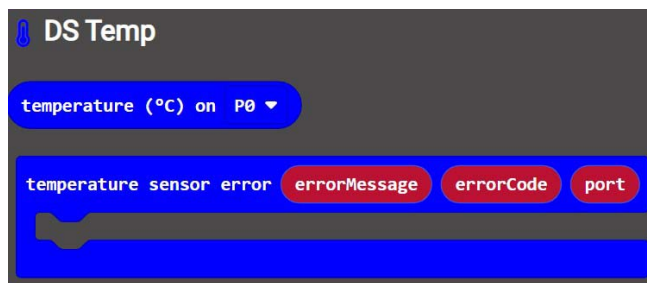 DS Temp
temperature (°C) on P0
temperature sensor error errorMessage errorCode port